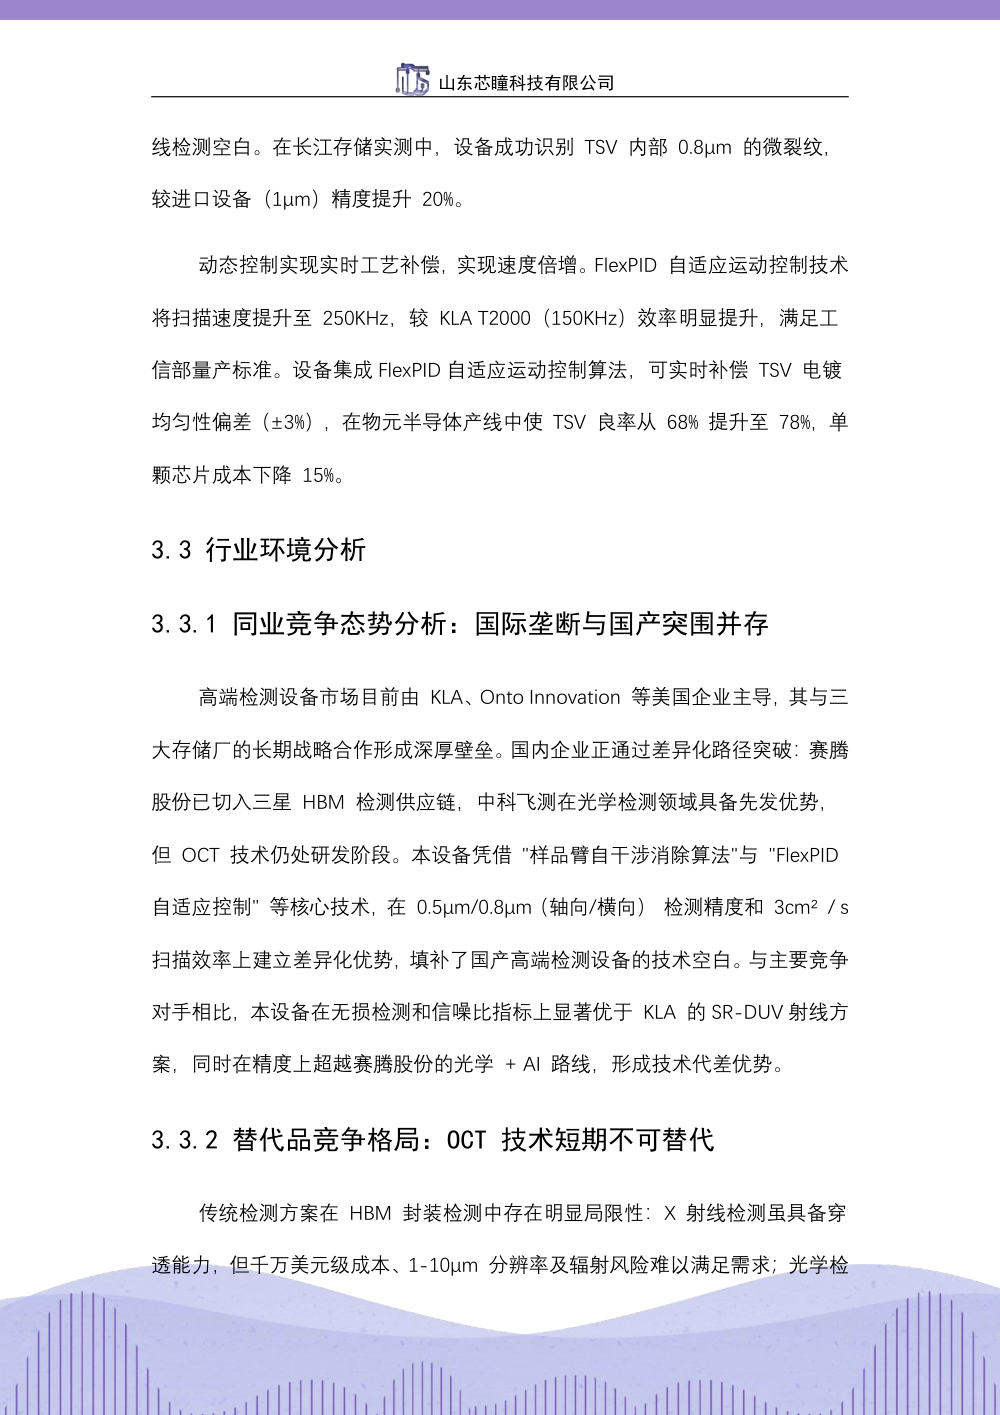 山东芯瞳科技有限公司
线检测空白。在长江存储实测中，设备成功识别 TSV 内部 0.8μm 的微裂纹，
较进口设备（1μm）精度提升 20%。
动态控制实现实时工艺补偿，实现速度倍增。FlexPID 自适应运动控制技术
将扫描速度提升至 250KHz，较 KLA T2000（150KHz）效率明显提升，满足工
信部量产标准。设备集成 FlexPID 自适应运动控制算法，可实时补偿 TSV 电镀
均匀性偏差（±3%），在物元半导体产线中使 TSV 良率从 68% 提升至 78%，单
颗芯片成本下降 15%。
3.3 行业环境分析
3.3.1 同业竞争态势分析：国际垄断与国产突围并存
高端检测设备市场目前由 KLA、Onto Innovation 等美国企业主导，其与三
大存储厂的长期战略合作形成深厚壁垒。国内企业正通过差异化路径突破：赛腾
股份已切入三星 HBM 检测供应链，中科飞测在光学检测领域具备先发优势，
但 OCT 技术仍处研发阶段。本设备凭借 "样品臂自干涉消除算法"与 "FlexPID
自适应控制" 等核心技术，在 0.5μm/0.8μm（轴向/横向） 检测精度和 3cm² / s
扫描效率上建立差异化优势，填补了国产高端检测设备的技术空白。与主要竞争
对手相比，本设备在无损检测和信噪比指标上显著优于 KLA 的 SR-DUV 射线方
案，同时在精度上超越赛腾股份的光学 + AI 路线，形成技术代差优势。
3.3.2 替代品竞争格局：OCT 技术短期不可替代
传统检测方案在 HBM 封装检测中存在明显局限性：X 射线检测虽具备穿
透能力，但千万美元级成本、1-10μm 分辨率及辐射风险难以满足需求；光学检